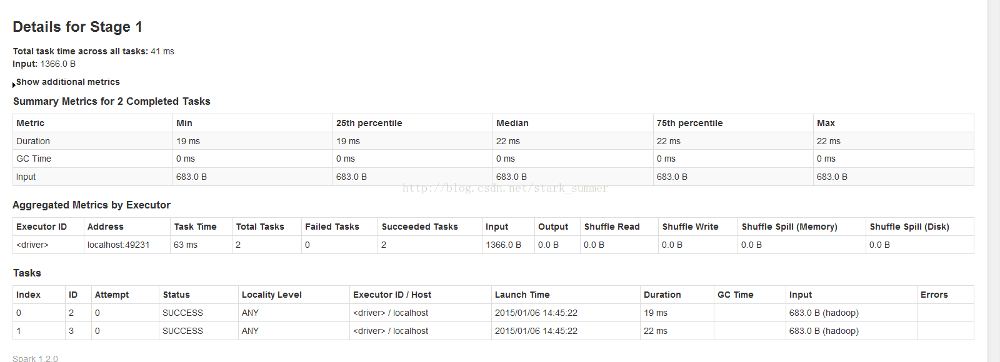 Details for Stage 1
Total task time across all tasks: 41 ms
Input: 1366.0 B
Show additional metrics
Summary Metrics for 2 Completed Tasks
Metric Min 25th percentile Median 75th percentile Max
Duration 19 ms 19 ms 22 ms 22 ms 22 ms
GC Time 0 ms 0 ms 0 ms 0 ms 0 ms
Input 683.0 B 683.0 B 683.0 B 683.0 B 683.0 B
http://blog.csdn.net/stark_summer
Aggregated Metrics by Executor
Executor ID Address Task Time Total Tasks Failed Tasks Succeeded Tasks Input Output Shuffle Read Shuffle Write Shuffle Spill (Memory) Shuffle Spill (Disk)
<driver> localhost:49231 63 ms 2 0 2 1366.0 B 0.0 B 0.0 B 0.0 B 0.0 B 0.0 B
Tasks
Index ID Attempt Status Locality Level Executor ID / Host Launch Time Duration GC Time Input Errors
0 2 0 SUCCESS ANY <driver> / localhost 2015/01/06 14:45:22 19 ms 683.0 B (hadoop)
1 3 0 SUCCESS ANY <driver> / localhost 2015/01/06 14:45:22 22 ms 683.0 B (hadoop)
Spark 1.2.0